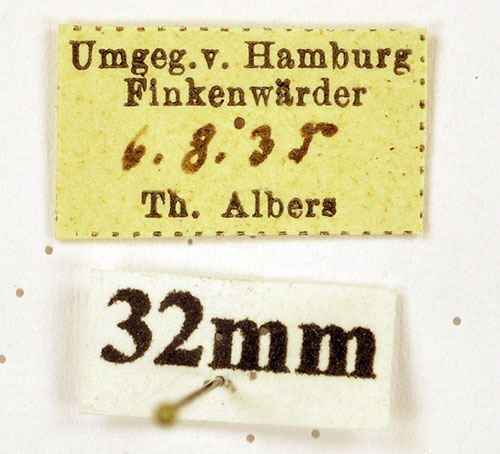 Umgeg.v. Hamburg
Finkenwärder
6.8.35
Th. Albers
32mm